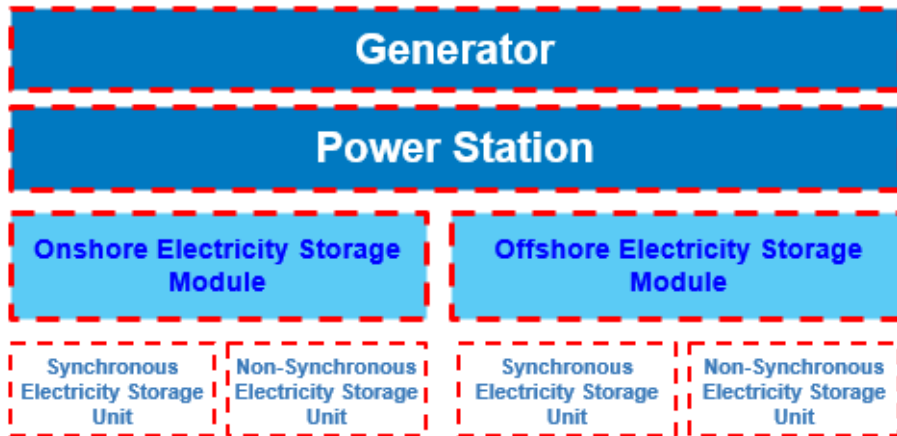 Generator
Power Station
Onshore Electricity Storage
Module
Offshore Electricity Storage
Module
Synchronous
Electricity Storage
Unit
Non-Synchronous
Electricity Storage
Unit
Synchronous
Electricity Storage
Unit
Non-Synchronous
Electricity Storage
Unit